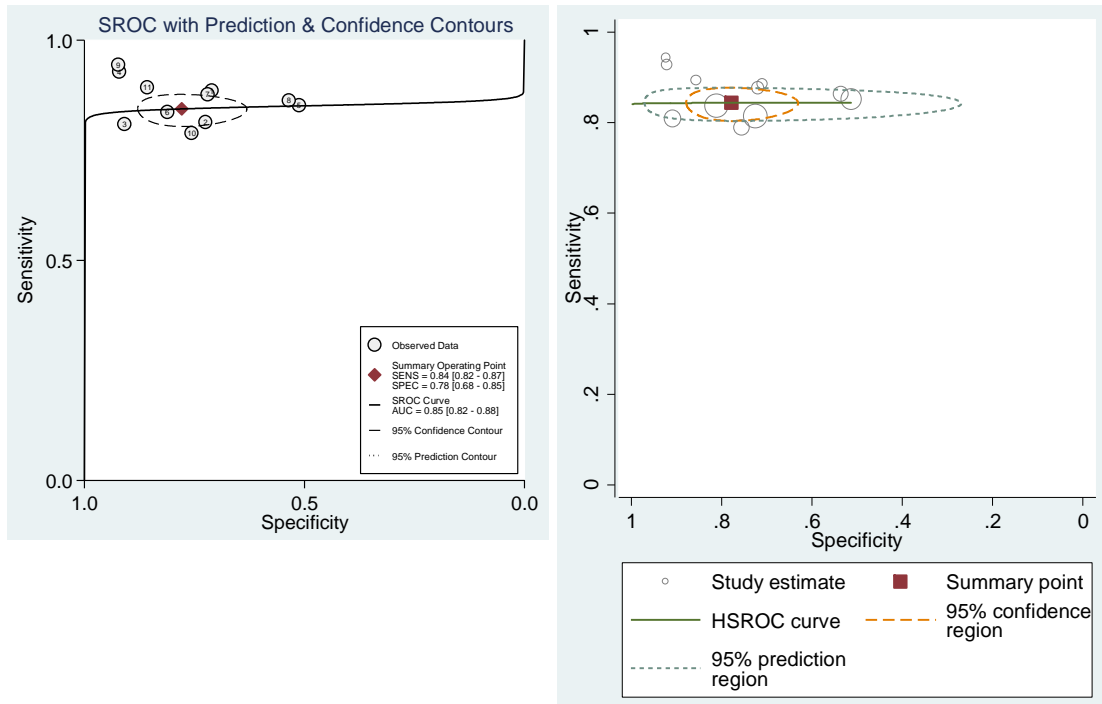 SROC with Prediction & Confidence Contours
1.0
0.5
0.0
Sensitivity
9
11
7
8
5
6
3
2
10
1.0
0.5
0.0
Specificity
Observed Data
Summary Operating Point
SENS = 0.84 [0.82 - 0.87]
SPEC = 0.78 [0.68 - 0.85]
SROC Curve
AUC = 0.85 [0.82 - 0.88]
95% Confidence Contour
95% Prediction Contour
1
.8
.6
.4
.2
0
Sensitivity
1
.8
.6
.4
.2
0
Specificity
Study estimate
Summary point
HSROC curve
95% confidence
region
95% prediction
region